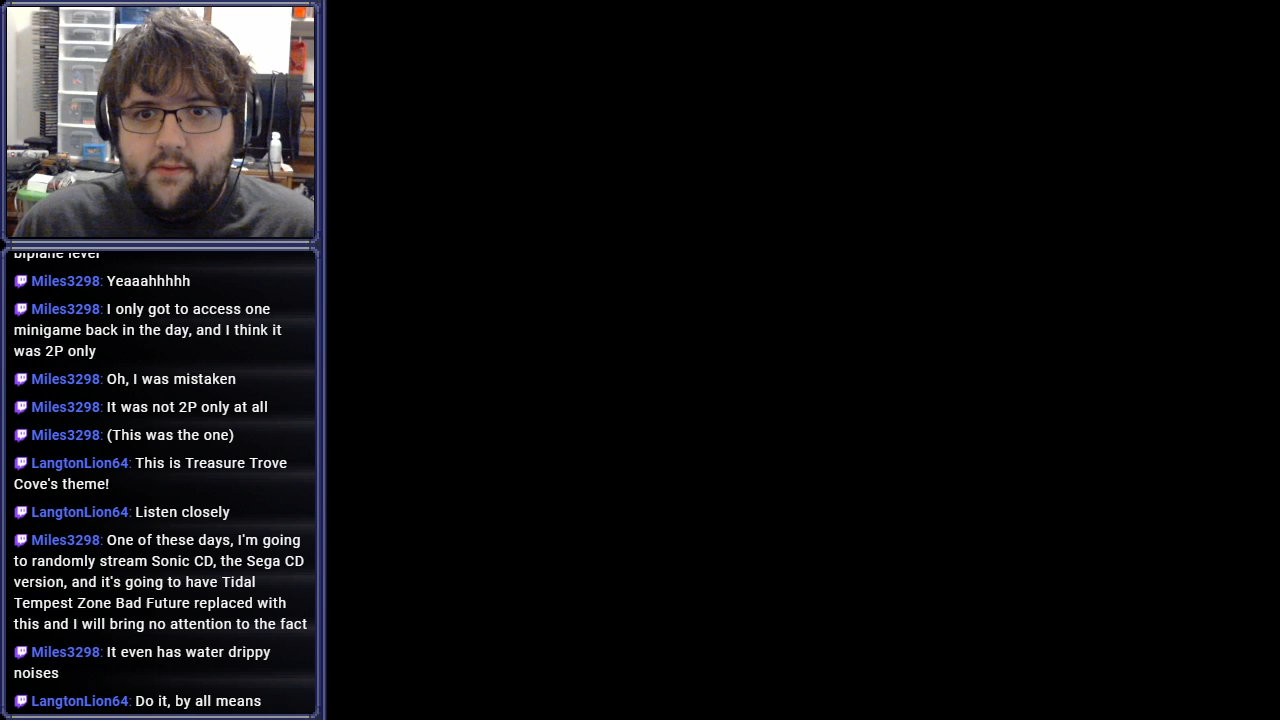 biplane level
Miles3298: Yeaaahhhhh
Miles3298: I only got to access one
minigame back in the day, and I think it
was 2P only
Miles3298: Oh, I was mistaken
Miles3298: It was not 2P only at all
Miles3298: (This was the one)
LangtonLion64: This is Treasure Trove
Cove's theme!
LangtonLion64: Listen closely
Miles3298: One of these days, I'm going
to randomly stream Sonic CD, the Sega CD
version, and it's going to have Tidal
Tempest Zone Bad Future replaced with
this and I will bring no attention to the fact
Miles3298: It even has water drippy
noises
LangtonLion64: Do it, by all means